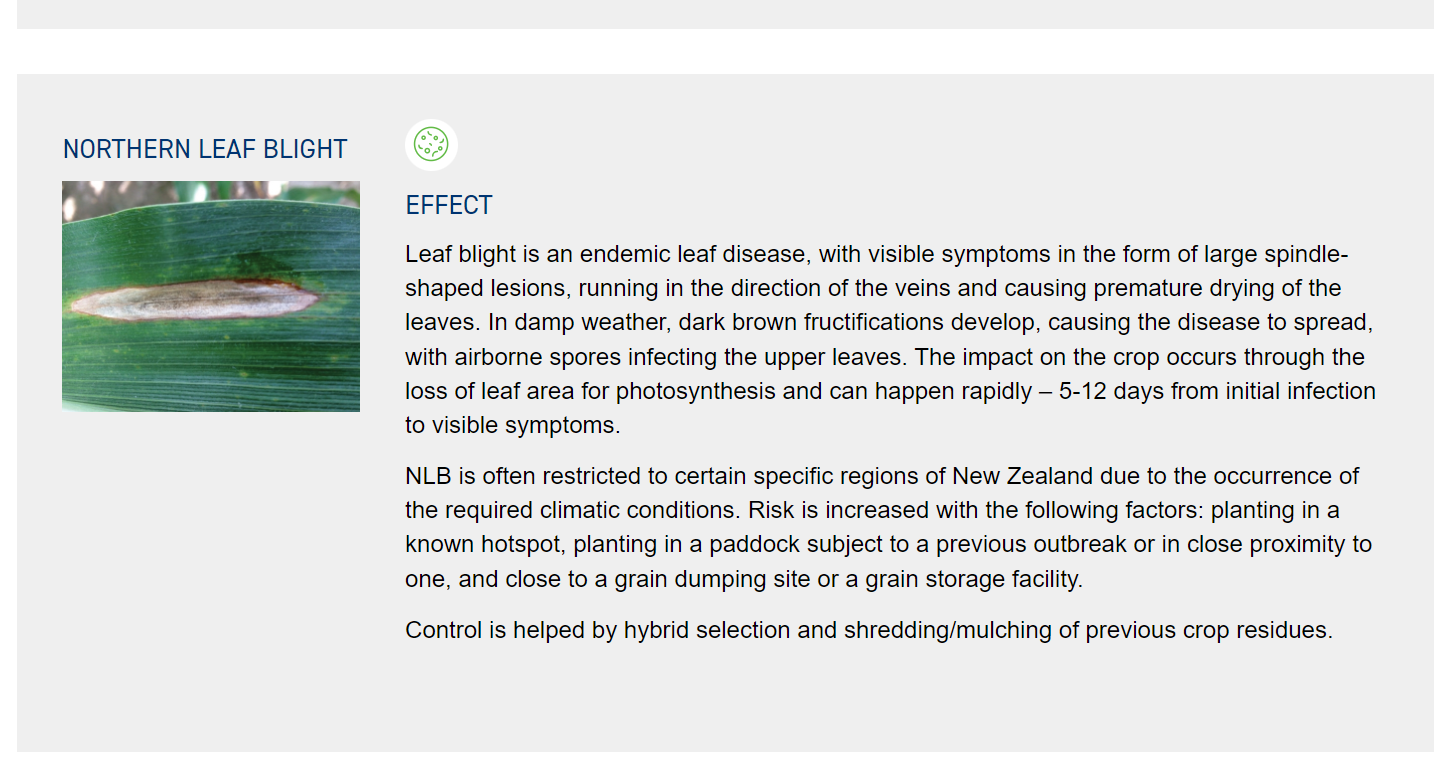 NORTHERN LEAF BLIGHT
EFFECT
Leaf blight is an endemic leaf disease, with visible symptoms in the form of large spindle-
shaped lesions, running in the direction of the veins and causing premature drying of the
leaves. In damp weather, dark brown fructifications develop, causing the disease to spread,
with airborne spores infecting the upper leaves. The impact on the crop occurs through the
loss of leaf area for photosynthesis and can happen rapidly – 5-12 days from initial infection
to visible symptoms.
NLB is often restricted to certain specific regions of New Zealand due to the occurrence of
the required climatic conditions. Risk is increased with the following factors: planting in a
known hotspot, planting in a paddock subject to a previous outbreak or in close proximity to
one, and close to a grain dumping site or a grain storage facility.
Control is helped by hybrid selection and shredding/mulching of previous crop residues.